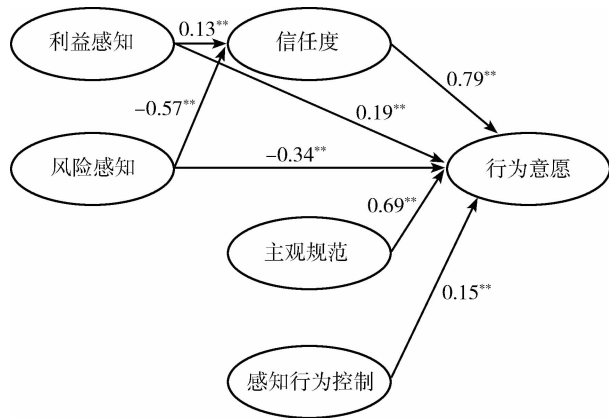 利益感知
0.13**
信任度
0.79**
−0.57**
0.19**
风险感知
−0.34**
行为意愿
0.69**
主观规范
0.15**
感知行为控制